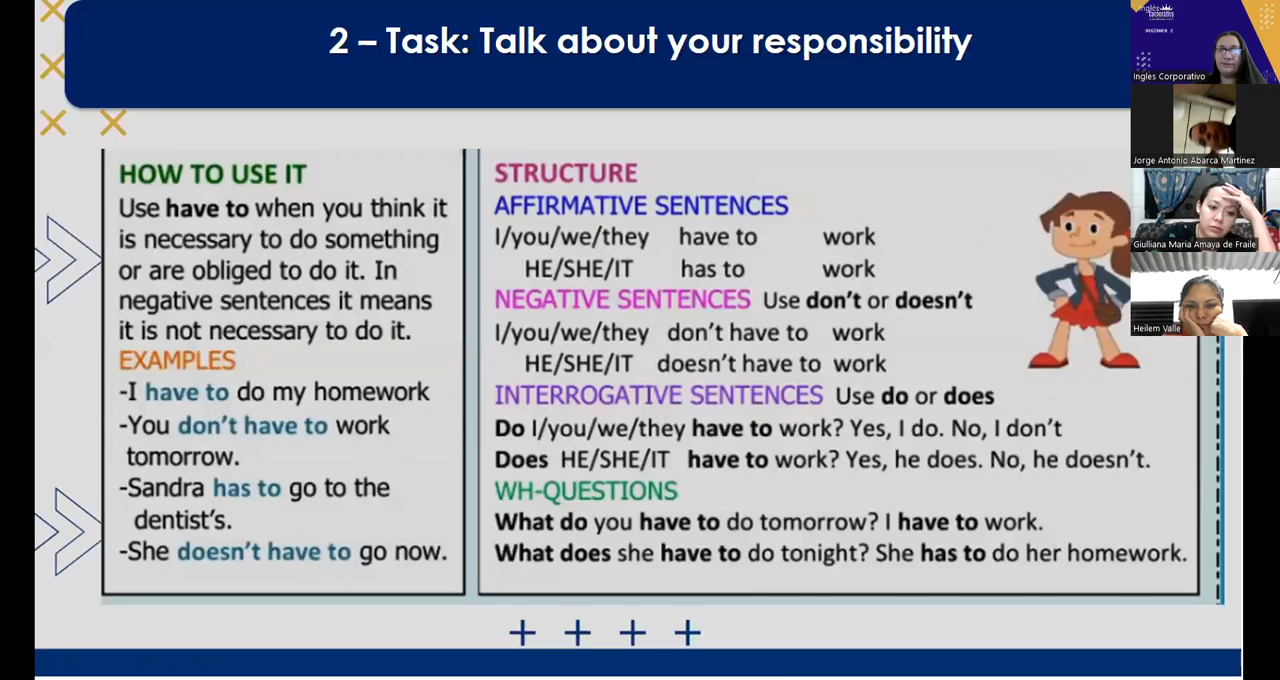 2 – Task: Talk about your responsibility
HOW TO USE IT
Use have to when you think it
is necessary to do something
or are obliged to do it. In
negative sentences it means
it is not necessary to do it.
EXAMPLES
-I have to do my homework
-You don't have to work
tomorrow.
-Sandra has to go to the
dentist's.
-She doesn't have to go now.
STRUCTURE
AFFIRMATIVE SENTENCES
I/you/we/they have to work
HE/SHE/IT has to work
NEGATIVE SENTENCES Use don't or doesn't
I/you/we/they don't have to work
HE/SHE/IT doesn't have to work
INTERROGATIVE SENTENCES Use do or does
Do I/you/we/they have to work? Yes, I do. No, I don't
Does HE/SHE/IT have to work? Yes, he does. No, he doesn't.
WH-QUESTIONS
What do you have to do tomorrow? I have to work.
What does she have to do tonight? She has to do her homework.
Inglés
Corporativo
BEGINNER 2
Ingles Corporativo
Jorge Antonio Abarca Martinez
Giulliana Maria Amaya de Fraile
Heilem Valle